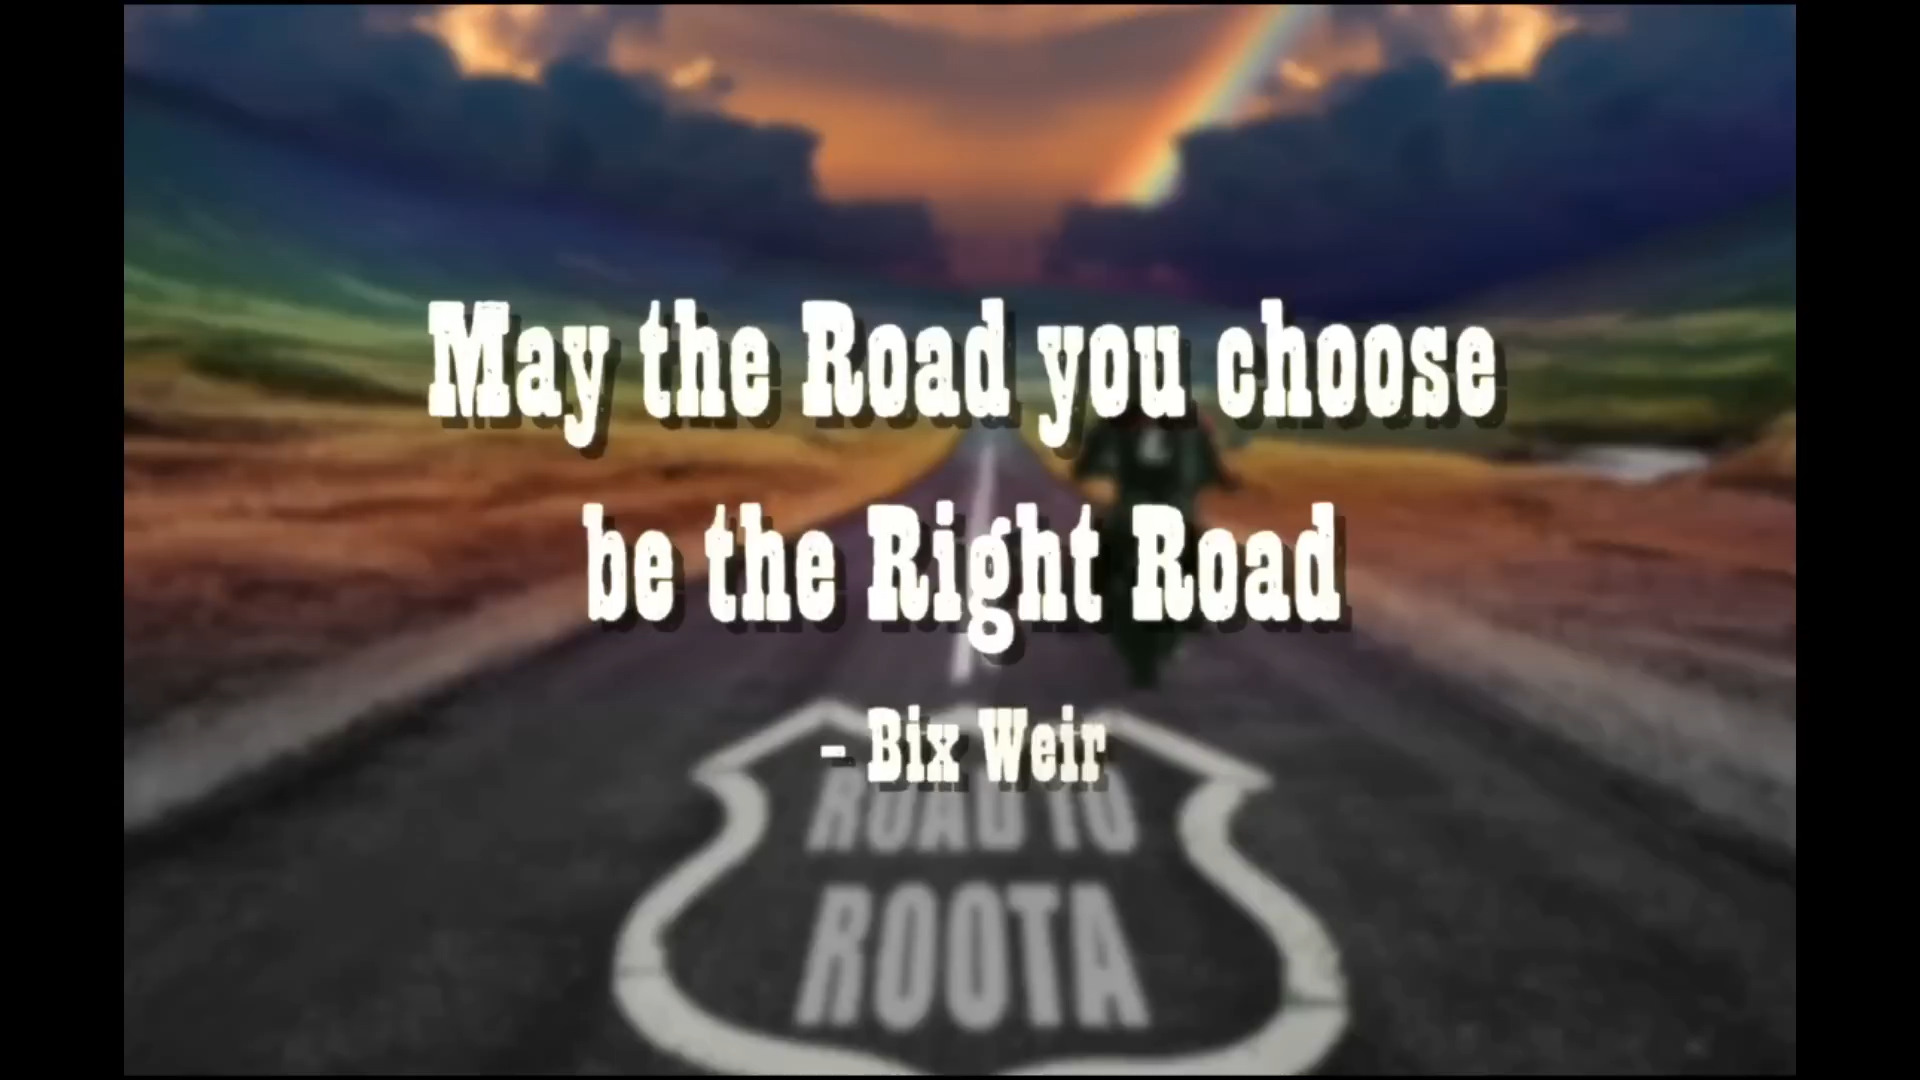 May the Road you choose
be the Right Road
- Bix Weir
ROAD TO
ROOTA